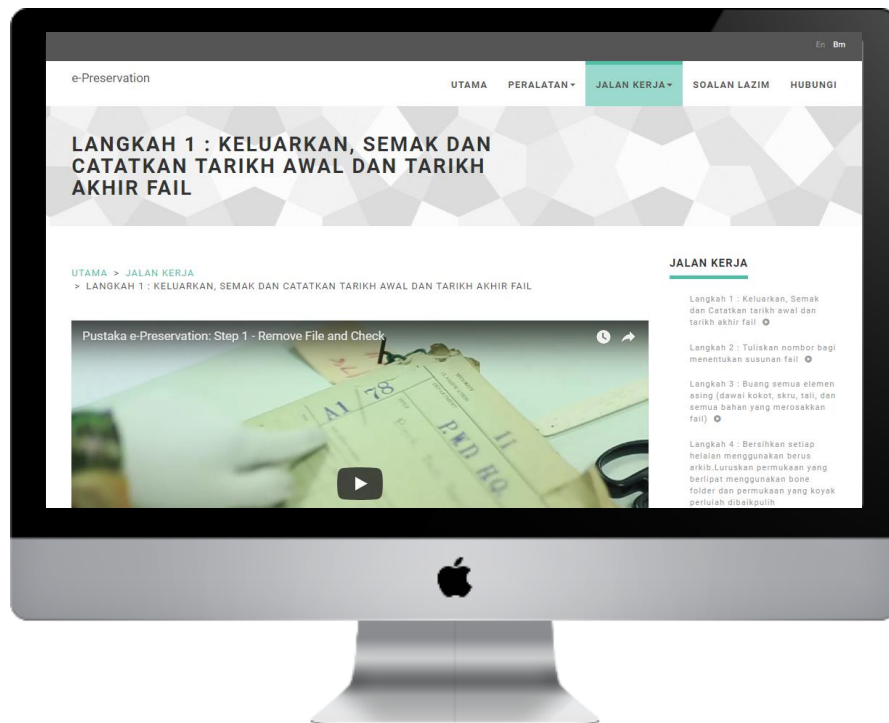 En Bm
e-Preservation
UTAMA PERALATAN JALAN KERJA SOALAN LAZIM HUBUNGI
LANGKAH 1 : KELUARKAN, SEMAK DAN
CATATKAN TARIKH AWAL DAN TARIKH
AKHIR FAIL
UTAMA > JALAN KERJA
> LANGKAH 1 : KELUARKAN, SEMAK DAN CATATKAN TARIKH AWAL DAN TARIKH AKHIR FAIL
Pustaka e-Preservation: Step 1 - Remove File and Check
A1 78
11
P.W.D HQ.
JALAN KERJA
Langkah 1 : Keluarkan, Semak
dan Catatkan tarikh awal dan
tarikh akhir fail
Langkah 2 : Tuliskan nombor bagi
menentukan susunan fail
Langkah 3 : Buang semua elemen
asing (dawai kokot, skru, tali, dan
semua bahan yang merosakkan
fail)
Langkah 4 : Bersihkan setiap
helaian menggunakan berus
arkib.Luruskan permukaan yang
berlipat menggunakan bone
folder dan permukaan yang koyak
perlulah dibaikpulih